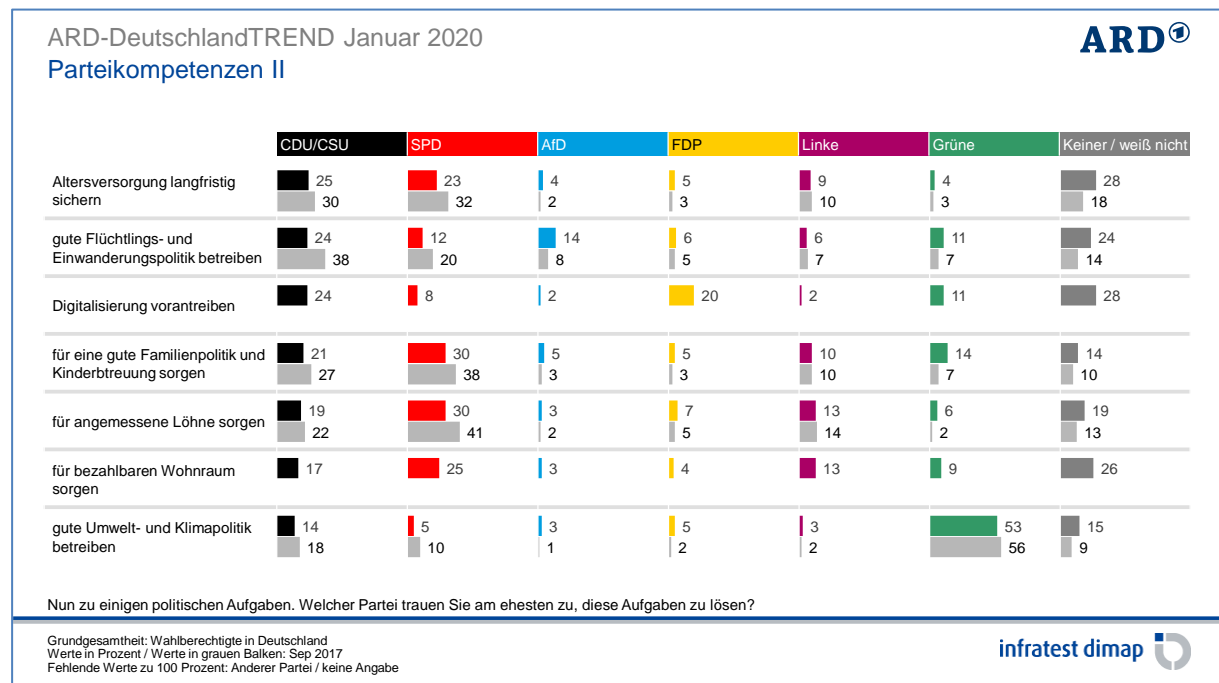 ARD-DeutschlandTREND Januar 2020
Parteikompetenzen II
ARD
CDU/CSU SPD AfD FDP Linke Grüne Keiner / weiß nicht
Altersversorgung langfristig
sichern
25 23 4 5 9 4 28
30 32 2 3 10 3 18
gute Flüchtlings- und
Einwanderungspolitik betreiben
24 12 14 6 6 11 24
38 20 8 5 7 7 14
Digitalisierung vorantreiben
24 8 2 20 2 11 28
für eine gute Familienpolitik und
Kinderbtreuung sorgen
21 30 5 5 10 14 14
27 38 3 3 10 7 10
für angemessene Löhne sorgen
19 30 3 7 13 6 19
22 41 2 5 14 2 13
für bezahlbaren Wohnraum
sorgen
17 25 3 4 13 9 26
gute Umwelt- und Klimapolitik
betreiben
14 5 3 5 3 53 15
18 10 1 2 2 56 9
Nun zu einigen politischen Aufgaben. Welcher Partei trauen Sie am ehesten zu, diese Aufgaben zu lösen?
Grundgesamtheit: Wahlberechtigte in Deutschland
Werte in Prozent / Werte in grauen Balken: Sep 2017
Fehlende Werte zu 100 Prozent: Anderer Partei / keine Angabe
infratest dimap